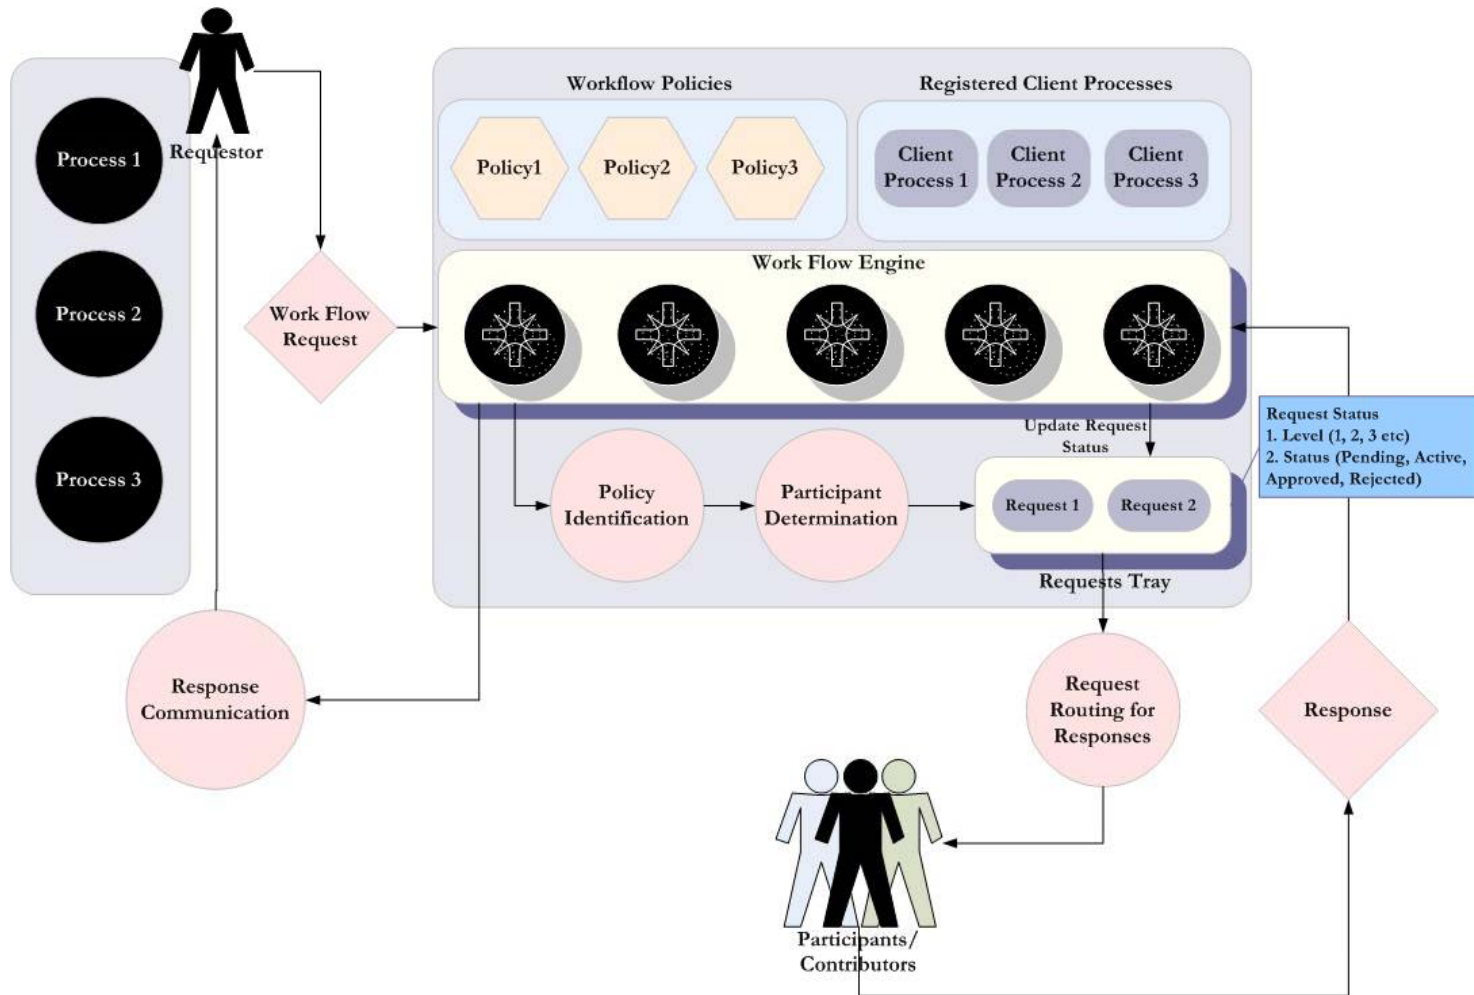 Requestor
Process 1
Process 2
Process 3
Work Flow
Request
Workflow Policies
Policy1
Policy2
Policy3
Registered Client Processes
Client
Process 1
Client
Process 2
Client
Process 3
Work Flow Engine
Update Request
Status
Request Status
1. Level (1, 2, 3 etc)
2. Status (Pending, Active,
Approved, Rejected)
Policy
Identification
Participant
Determination
Request 1
Request 2
Requests Tray
Response
Communication
Request
Routing for
Responses
Response
Participants/
Contributors